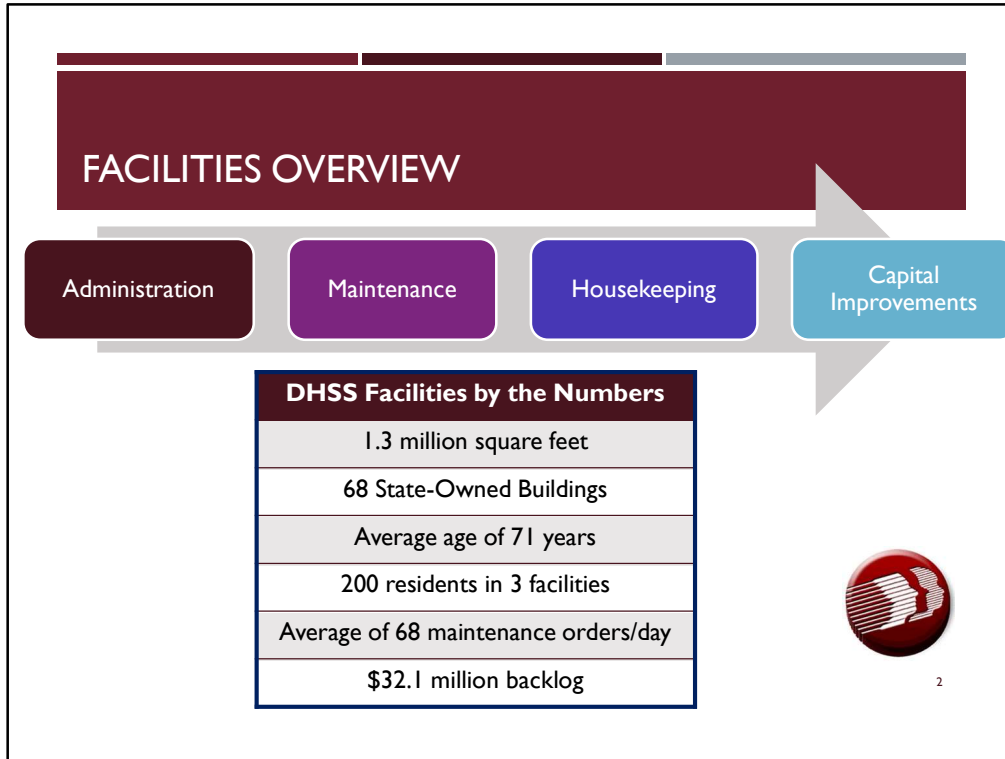 FACILITIES OVERVIEW
Administration
Maintenance
Housekeeping
Capital
Improvements
DHSS Facilities by the Numbers
1.3 million square feet
68 State-Owned Buildings
Average age of 71 years
200 residents in 3 facilities
Average of 68 maintenance orders/day
$32.1 million backlog
2